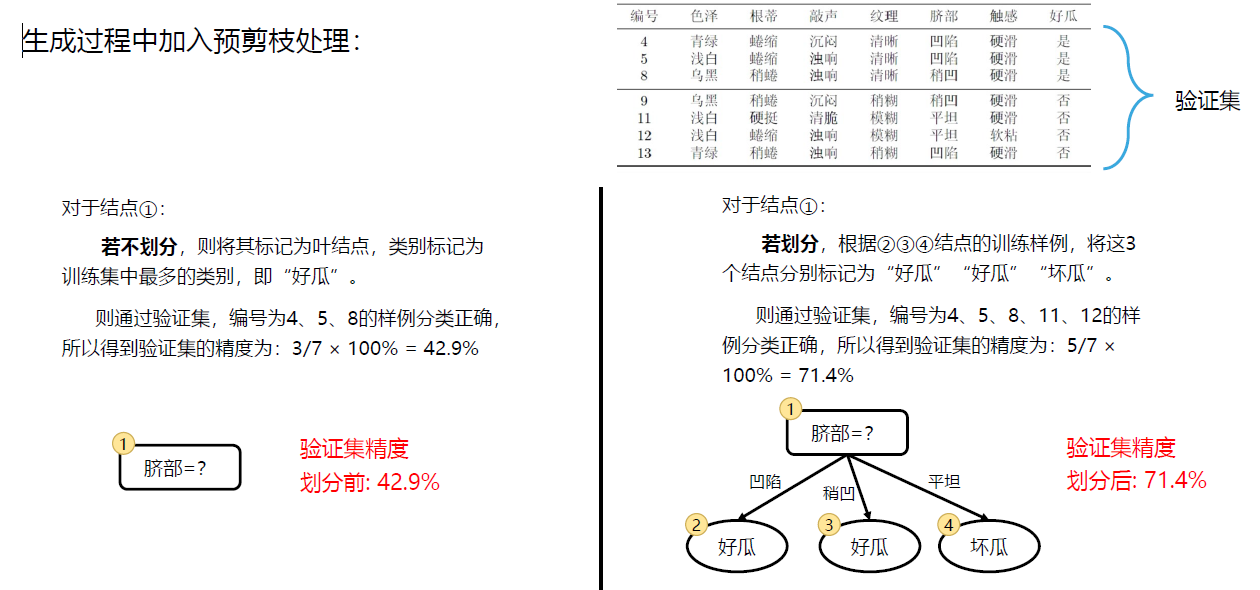 生成过程中加入预剪枝处理：
编号 色泽 根蒂 敲声 纹理 脐部 触感 好瓜
4 青绿 蜷缩 沉闷 清晰 凹陷 硬滑 是
5 浅白 蜷缩 浊响 清晰 凹陷 硬滑 是
8 乌黑 稍蜷 浊响 清晰 稍凹 硬滑 是
9 乌黑 稍蜷 沉闷 稍糊 稍凹 硬滑 否
11 浅白 硬挺 清脆 模糊 平坦 硬滑 否
12 浅白 蜷缩 浊响 模糊 平坦 软粘 否
13 青绿 稍蜷 浊响 稍糊 凹陷 硬滑 否
验证集
对于结点①：
若不划分，则将其标记为叶结点，类别标记为
训练集中最多的类别，即“好瓜”。
则通过验证集，编号为4、5、8的样例分类正确，
所以得到验证集的精度为：3/7 × 100% = 42.9%
1
脐部=?
验证集精度
划分前: 42.9%
对于结点①：
若划分，根据②③④结点的训练样例，将这3
个结点分别标记为“好瓜”“好瓜”“坏瓜”。
则通过验证集，编号为4、5、8、11、12的样
例分类正确，所以得到验证集的精度为：5/7 ×
100% = 71.4%
1
脐部=?
凹陷
稍凹
平坦
2
好瓜
3
好瓜
4
坏瓜
验证集精度
划分后: 71.4%